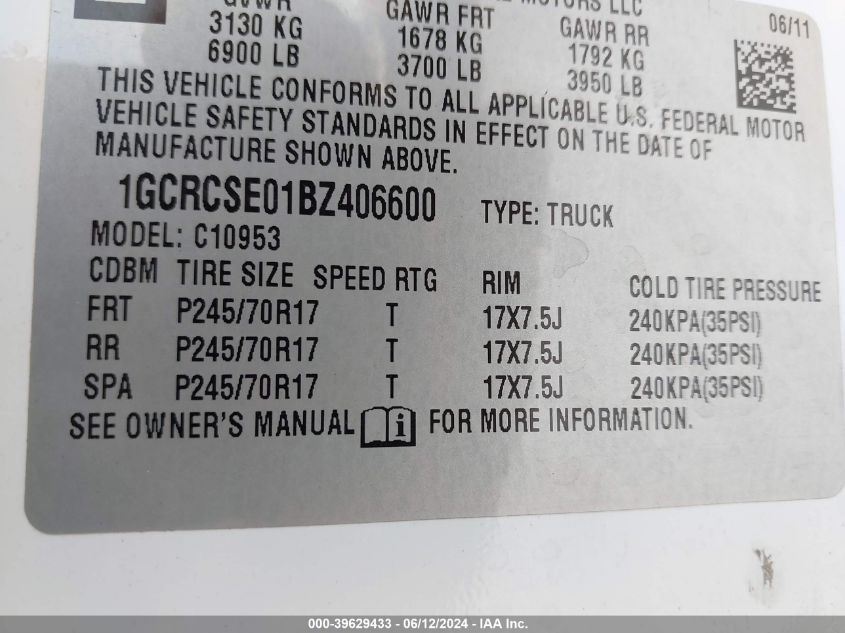 GVWR GAWR FRT GAWR RR MOTORS LLC 06/11
3130 KG 1678 KG 1792 KG
6900 LB 3700 LB 3950 LB
THIS VEHICLE CONFORMS TO ALL APPLICABLE U.S. FEDERAL MOTOR
VEHICLE SAFETY STANDARDS IN EFFECT ON THE DATE OF
MANUFACTURE SHOWN ABOVE.
1GCRCSE01BZ406600 TYPE: TRUCK
MODEL: C10953
CDBM TIRE SIZE SPEED RTG RIM COLD TIRE PRESSURE
FRT P245/70R17 T 17X7.5J 240KPA(35PSI)
RR P245/70R17 T 17X7.5J 240KPA(35PSI)
SPA P245/70R17 T 17X7.5J 240KPA(35PSI)
SEE OWNER'S MANUAL i FOR MORE INFORMATION.
000-39629433 - 06/12/2024 - IAA Inc.